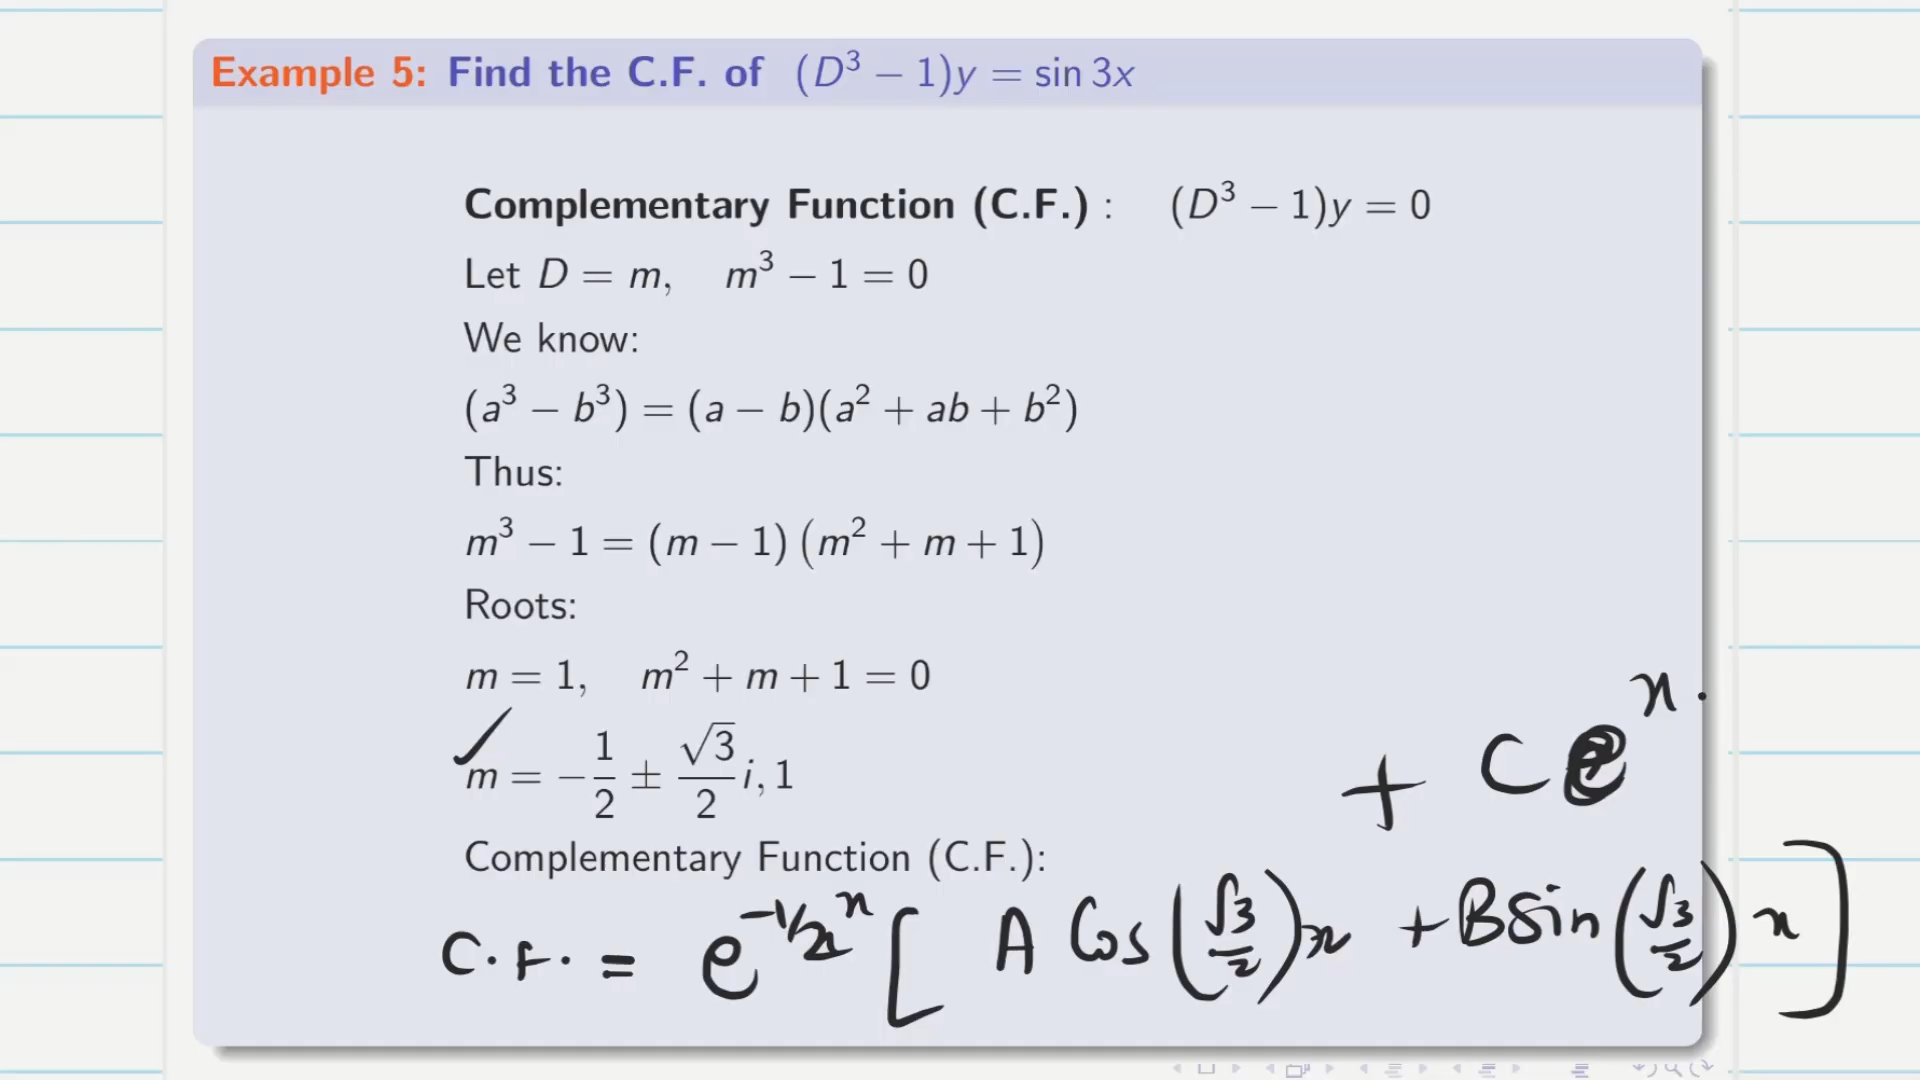 Example 5: Find the C.F. of (D³ − 1)y = sin 3x
Complementary Function (C.F.) : (D³ − 1)y = 0
Let D = m, m³ − 1 = 0
We know:
(a³ − b³) = (a − b)(a² + ab + b²)
Thus:
m³ − 1 = (m − 1)(m² + m + 1)
Roots:
m = 1, m² + m + 1 = 0
m = −1/2 ± √3/2 i, 1
Complementary Function (C.F.):
C.F. = e^(-1/2 x) [A Cos(√3/2)x + B Sin(√3/2)x]
+ Ce^x.